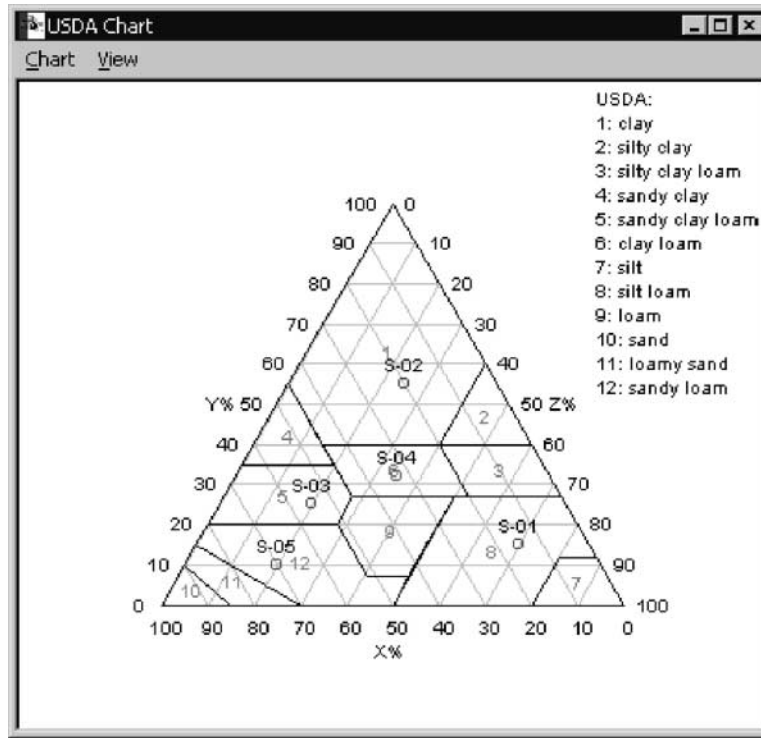 USDA Chart
Chart View
USDA:
1: clay
2: silty clay
3: silty clay loam
4: sandy clay
5: sandy clay loam
6: clay loam
7: silt
8: silt loam
9: loam
10: sand
11: loamy sand
12: sandy loam
100 0
90 10
80 20
70 30
1
60 S-02 40
Y% 50 2 50 Z%
4
40 S-04 60
6
30 S-03 3 70
5
20 S-01 80
9
S-05 8
10 12 90
10 11 7
0 100
100 90 80 70 60 50 40 30 20 10 0
X%